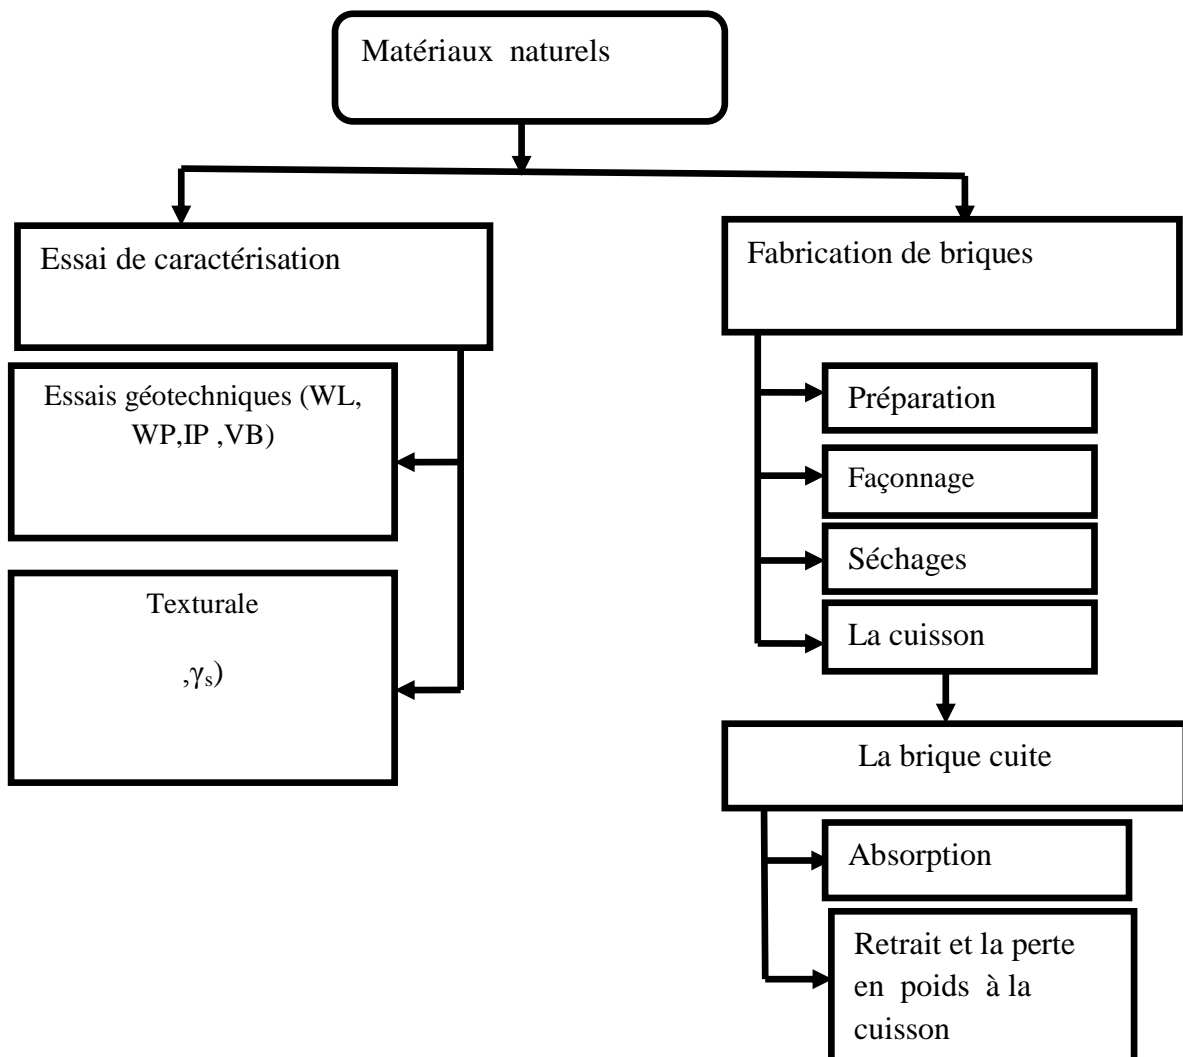 Matériaux naturels
Essai de caractérisation
Essais géotechniques (WL,
WP,IP ,VB)
Texturale
,γₛ)
Fabrication de briques
Préparation
Façonnage
Séchages
La cuisson
La brique cuite
Absorption
Retrait et la perte
en poids à la
cuisson